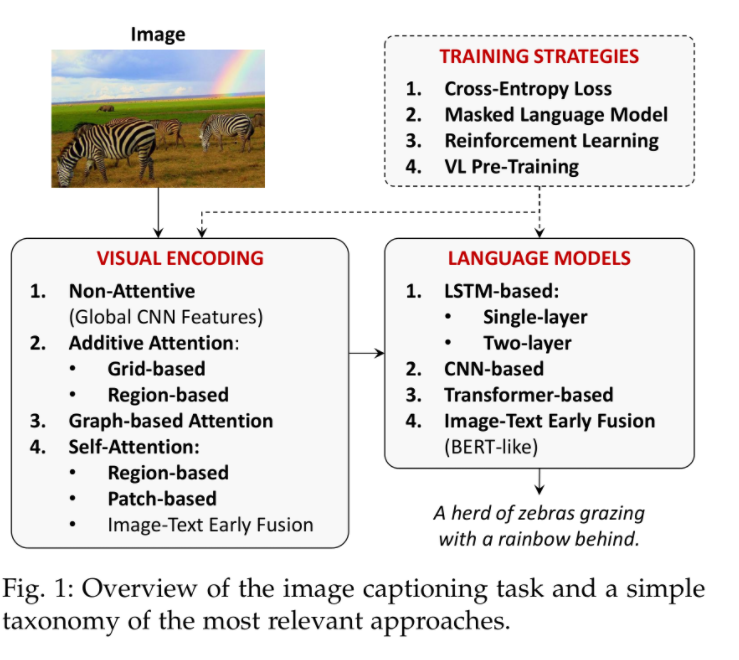 Image
TRAINING STRATEGIES
1. Cross-Entropy Loss
2. Masked Language Model
3. Reinforcement Learning
4. VL Pre-Training
VISUAL ENCODING
1. Non-Attentive
(Global CNN Features)
2. Additive Attention:
• Grid-based
• Region-based
3. Graph-based Attention
4. Self-Attention:
• Region-based
• Patch-based
• Image-Text Early Fusion
LANGUAGE MODELS
1. LSTM-based:
• Single-layer
• Two-layer
2. CNN-based
3. Transformer-based
4. Image-Text Early Fusion
(BERT-like)
A herd of zebras grazing
with a rainbow behind.
Fig. 1: Overview of the image captioning task and a simple
taxonomy of the most relevant approaches.